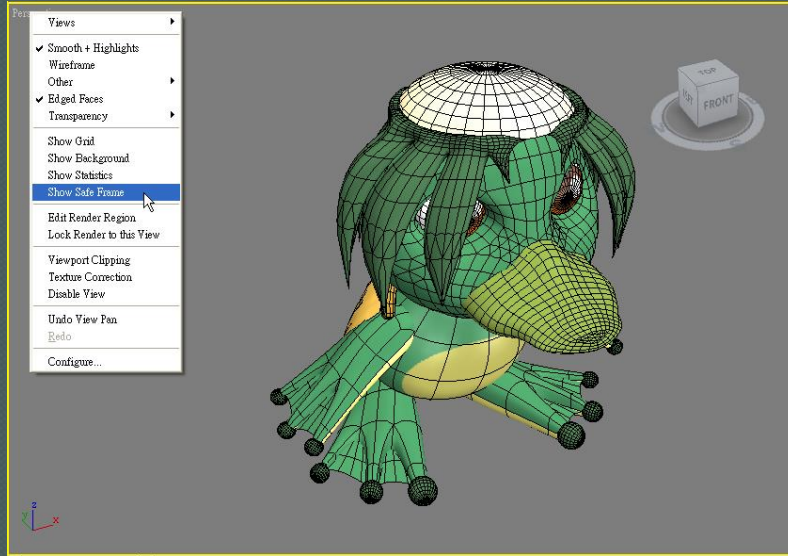 Views
Smooth + Highlights
Wireframe
Other
Edged Faces
Transparency
Show Grid
Show Background
Show Statistics
Show Safe Frame
Edit Render Region
Lock Render to this View
Viewport Clipping
Texture Correction
Disable View
Undo View Pan
Redo
Configure...
TOP
FRONT
z
y
x